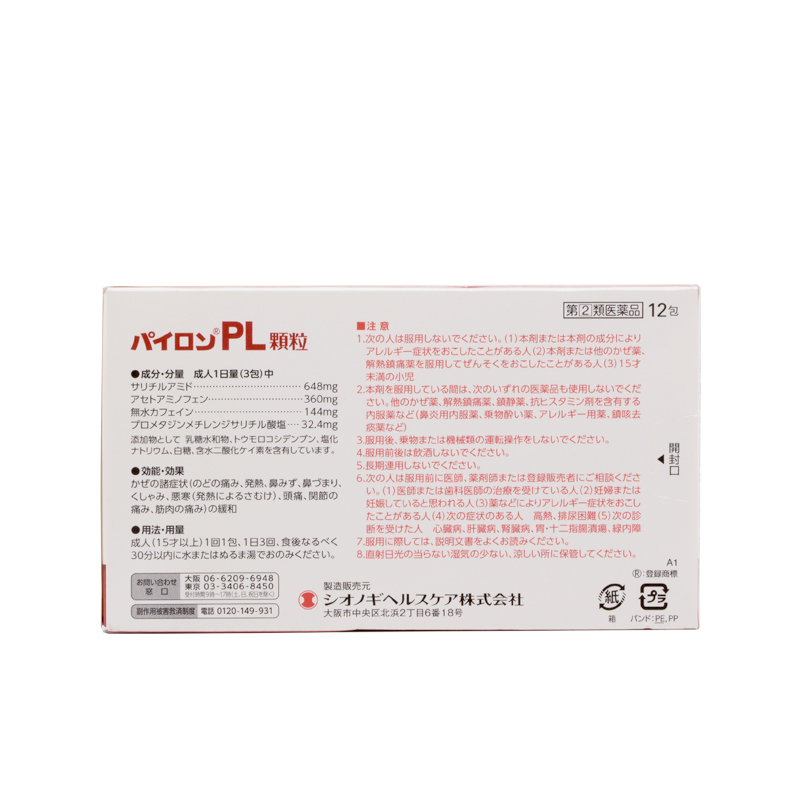 指②類医薬品 12包
パイロン®PL顆粒
●成分・分量 成人1日量(3包)中
サリチルアミド……………………………… 648mg
アセトアミノフェン…………………………360mg
無水カフェイン………………………………144mg
プロメタジンメチレンジサリチル酸塩…… 32.4mg
添加物として 乳糖水和物、トウモロコシデンプン、塩化
ナトリウム、白糖、含水二酸化ケイ素を含有しています。
●効能・効果
かぜの諸症状(のどの痛み、発熱、鼻みず、鼻づまり、
くしゃみ、悪寒(発熱によるさむけ)、頭痛、関節の
痛み、筋肉の痛み)の緩和
●用法・用量
成人(15才以上)1回1包、1日3回、食後なるべく
30分以内に水またはぬるま湯でおのみください。
お問い合わせ窓口 大阪 06-6209-6948
東京 03-3406-8450
受付時間9時~17時(土、日、祝日を除く)
副作用被害救済制度 電話 0120-149-931
■注意
1.次の人は服用しないでください。(1)本剤または本剤の成分により
アレルギー症状をおこしたことがある人(2)本剤または他のかぜ薬、
解熱鎮痛薬を服用してぜんそくをおこしたことがある人(3)15才
未満の小児
2.本剤を服用している間は、次のいずれの医薬品も使用しないでくだ
さい。他のかぜ薬、解熱鎮痛薬、鎮静薬、抗ヒスタミン剤を含有する
内服薬など(鼻炎用内服薬、乗物酔い薬、アレルギー用薬、鎮咳去
痰薬など)
3.服用後、乗物または機械類の運転操作をしないでください。
4.服用前後は飲酒しないでください。
5.長期連用しないでください。
6.次の人は服用前に医師、薬剤師または登録販売者にご相談くださ
い。(1)医師または歯科医師の治療を受けている人(2)妊婦または
妊娠していると思われる人(3)薬などによりアレルギー症状をおこし
たことがある人(4)次の症状のある人 高熱、排尿困難(5)次の診
断を受けた人 心臓病、肝臓病、腎臓病、胃・十二指腸潰瘍、緑内障
7.服用に際しては、説明文書をよくお読みください。
8.直射日光の当らない湿気の少ない、涼しい所に保管してください。
◀開封口
A1
®:登録商標
製造販売元
シオノギヘルスケア株式会社
大阪市中央区北浜2丁目6番18号
紙
箱
プラ
バンド:PE,PP